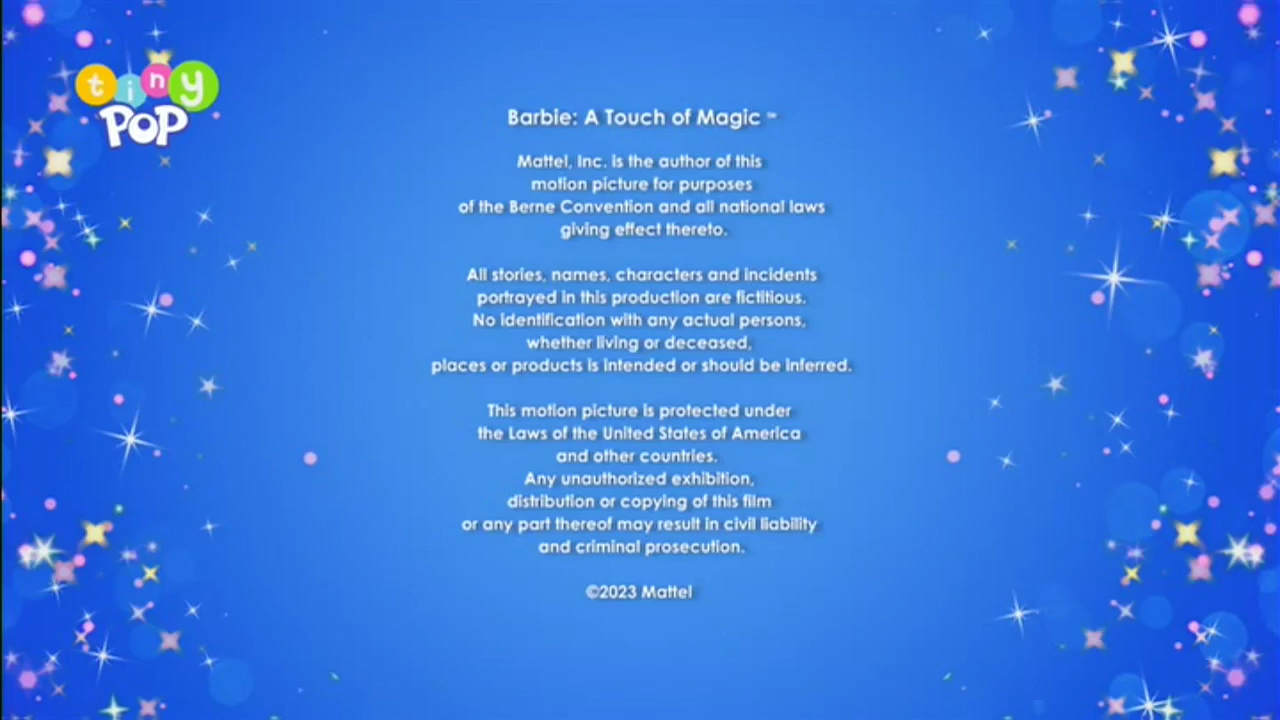 tiny
POP
Barbie: A Touch of Magic ™
Mattel, Inc. is the author of this
motion picture for purposes
of the Berne Convention and all national laws
giving effect thereto.
All stories, names, characters and incidents
portrayed in this production are fictitious.
No identification with any actual persons,
whether living or deceased,
places or products is intended or should be inferred.
This motion picture is protected under
the Laws of the United States of America
and other countries.
Any unauthorized exhibition,
distribution or copying of this film
or any part thereof may result in civil liability
and criminal prosecution.
©2023 Mattel